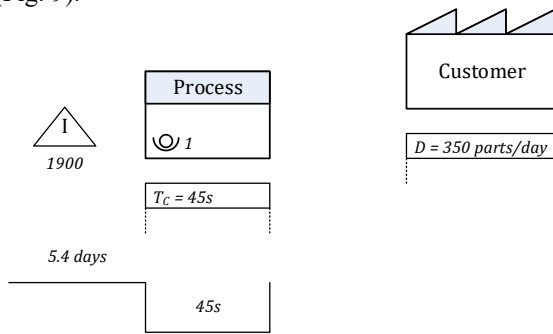 (Fig. 9).
Process
Customer
I
1
1900
D = 350 parts/day
T_C = 45s
5.4 days
45s